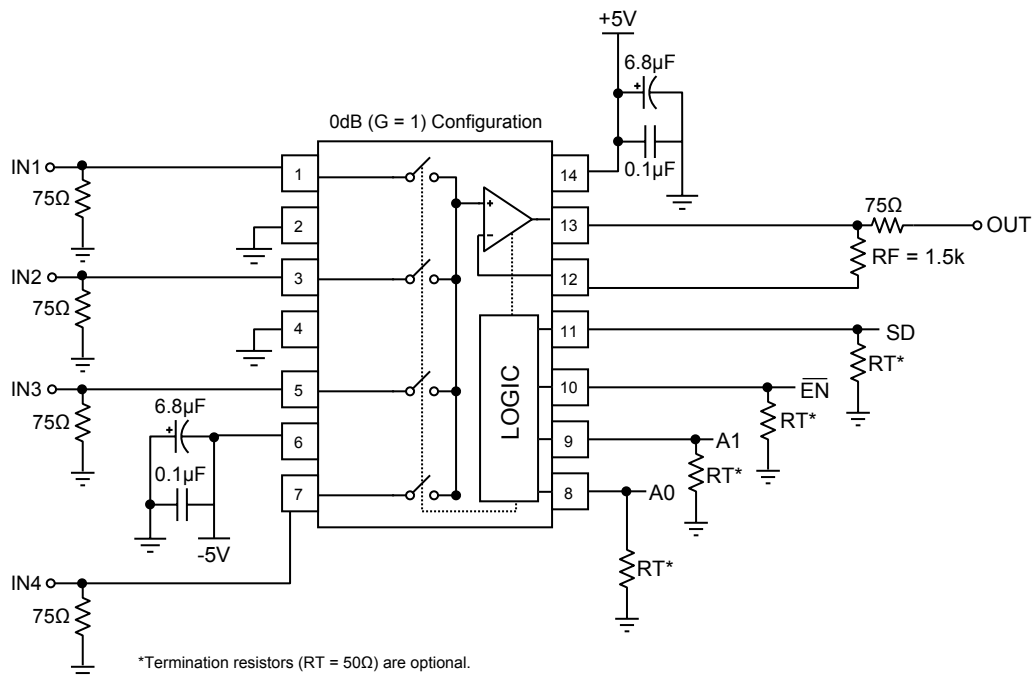 +5V
6.8µF
+
0dB (G = 1) Configuration
0.1µF
IN1
1
14
75Ω
2
13
75Ω
OUT
+
-
IN2
3
12
RF = 1.5k
75Ω
4
11
SD
RT*
LOGIC
IN3
5
10
EN
6.8µF
+
75Ω
6
9
A1
RT*
0.1µF
7
8
A0
RT*
-5V
IN4
RT*
75Ω
*Termination resistors (RT = 50Ω) are optional.